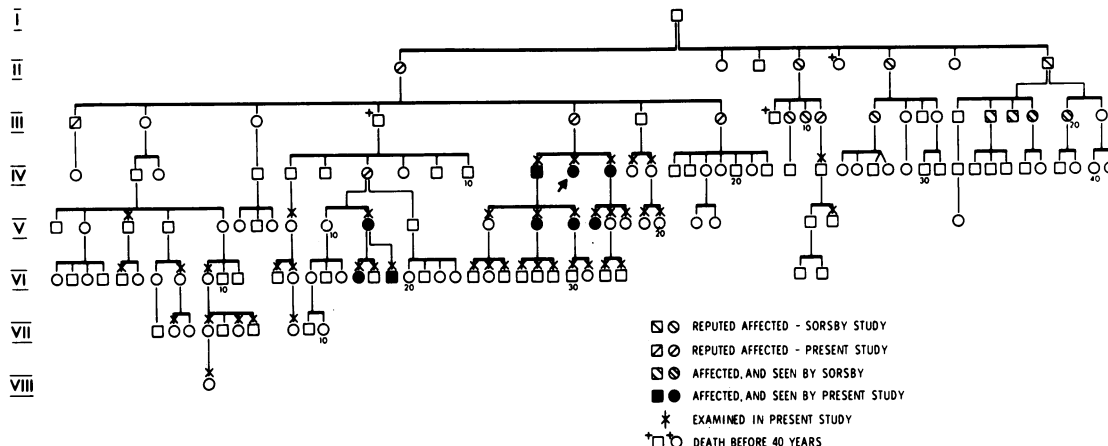 I
II
III
10
20
IV
10
20
30
40
V
10
20
VI
10
20
30
VII
10
VIII
REPUTED AFFECTED - SORSBY STUDY
REPUTED AFFECTED - PRESENT STUDY
AFFECTED, AND SEEN BY SORSBY
AFFECTED, AND SEEN BY PRESENT STUDY
EXAMINED IN PRESENT STUDY
DEATH BEFORE 40 YEARS